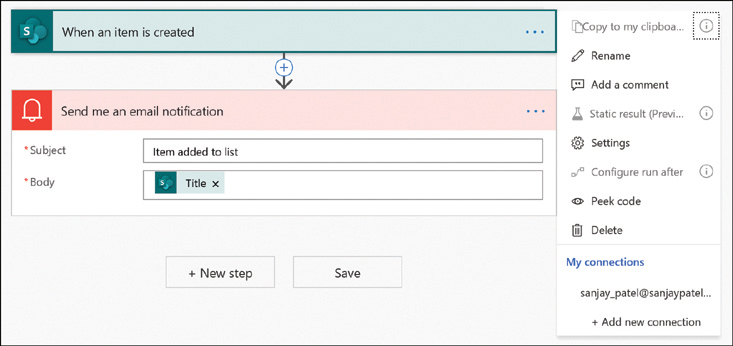 When an item is created
Send me an email notification
* Subject
Item added to list
* Body
Title ×
+ New step
Save
Copy to my clipboa...
Rename
Add a comment
Static result (Previ...
Settings
Configure run after
Peek code
Delete
My connections
sanjay_patel@sanjaypatel...
+ Add new connection